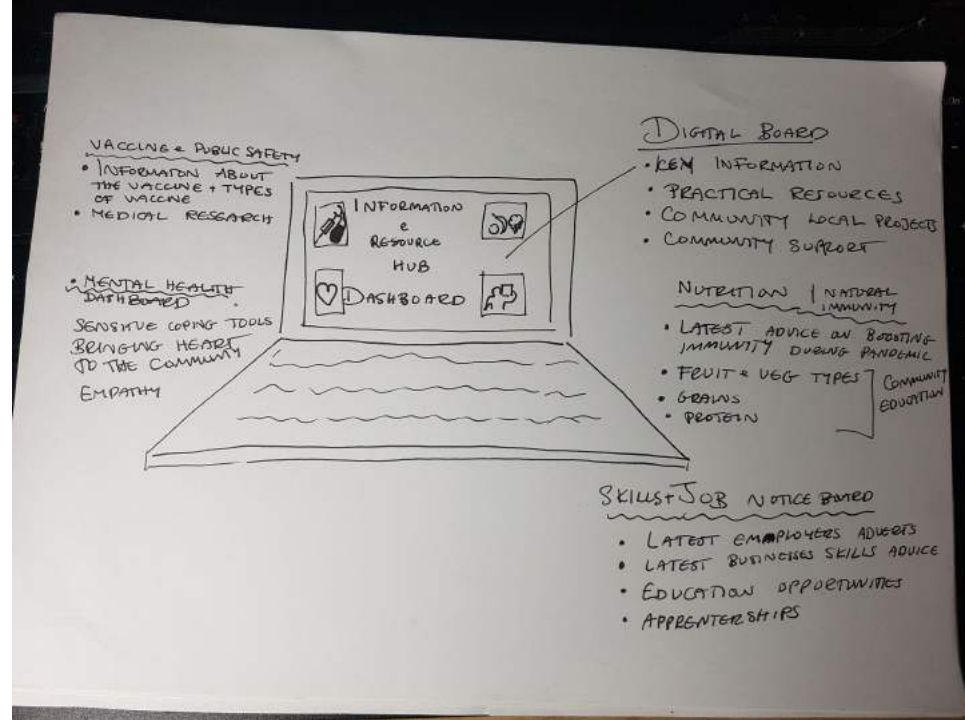 VACCINE & PUBLIC SAFETY
• INFORMATON ABOUT
THE VACCINE + TYPES
OF VACCINE
• MEDICAL RESEARCH
• MENTAL HEALTH
DASHBOARD
SENSITIVE COPING TOOLS
BRINGING HEART
TO THE COMMUNITY
EMPATHY
INFORMATION
&
RESOURCE
HUB
DASHBOARD
DIGITAL BOARD
• KEY INFORMATION
• PRACTICAL RESOURCES
• COMMUNITY LOCAL PROJECTS
• COMMUNITY SUPPORT
NUTRITION | NATURAL
IMMUNITY
• LATEST ADVICE ON BOOSTING
IMMUNITY DURING PANDEMIC
• FRUIT & VEG TYPES
• GRAINS
• PROTEIN
COMMUNITY
EDUCATION
SKILLS + JOB NOTICE BOARD
• LATEST EMPLOYERS ADVERTS
• LATEST BUSINESSES SKILLS ADVICE
• EDUCATION OPPORTUNITIES
• APPRENTERSHIPS